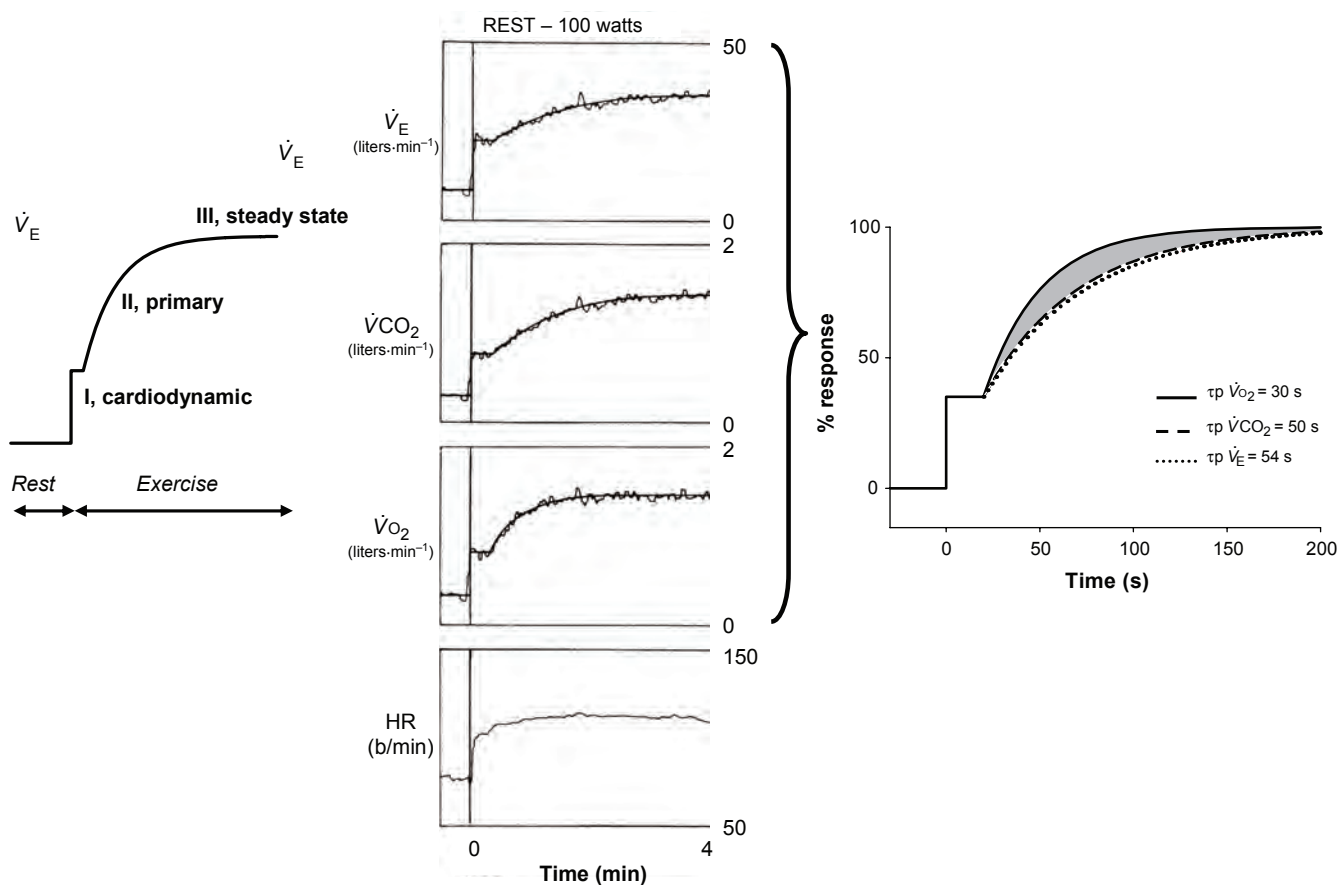 V̇E
V̇E
III, steady state
II, primary
I, cardiodynamic
Rest
Exercise
REST – 100 watts
V̇E
(liters·min⁻¹)
50
0
V̇CO₂
(liters·min⁻¹)
2
0
V̇O₂
(liters·min⁻¹)
2
0
HR
(b/min)
150
50
0
4
Time (min)
% response
100
50
0
τp V̇O₂ = 30 s
τp V̇CO₂ = 50 s
τp V̇E = 54 s
0
50
100
150
200
Time (s)